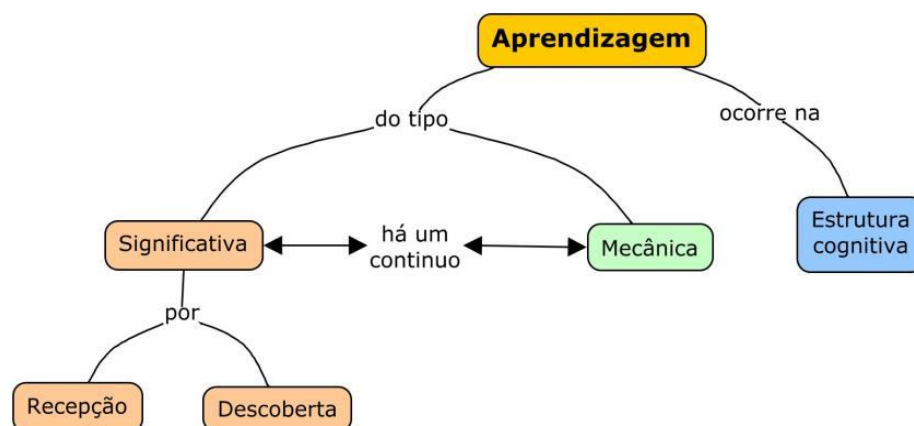 Aprendizagem
do tipo
ocorre na
Significativa
há um
continuo
Mecânica
Estrutura
cognitiva
por
Recepção
Descoberta